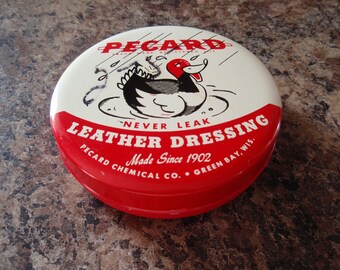 PECARD
NEVER LEAK
LEATHER DRESSING
Made Since 1902
PECARD CHEMICAL CO. • GREEN BAY, WIS.